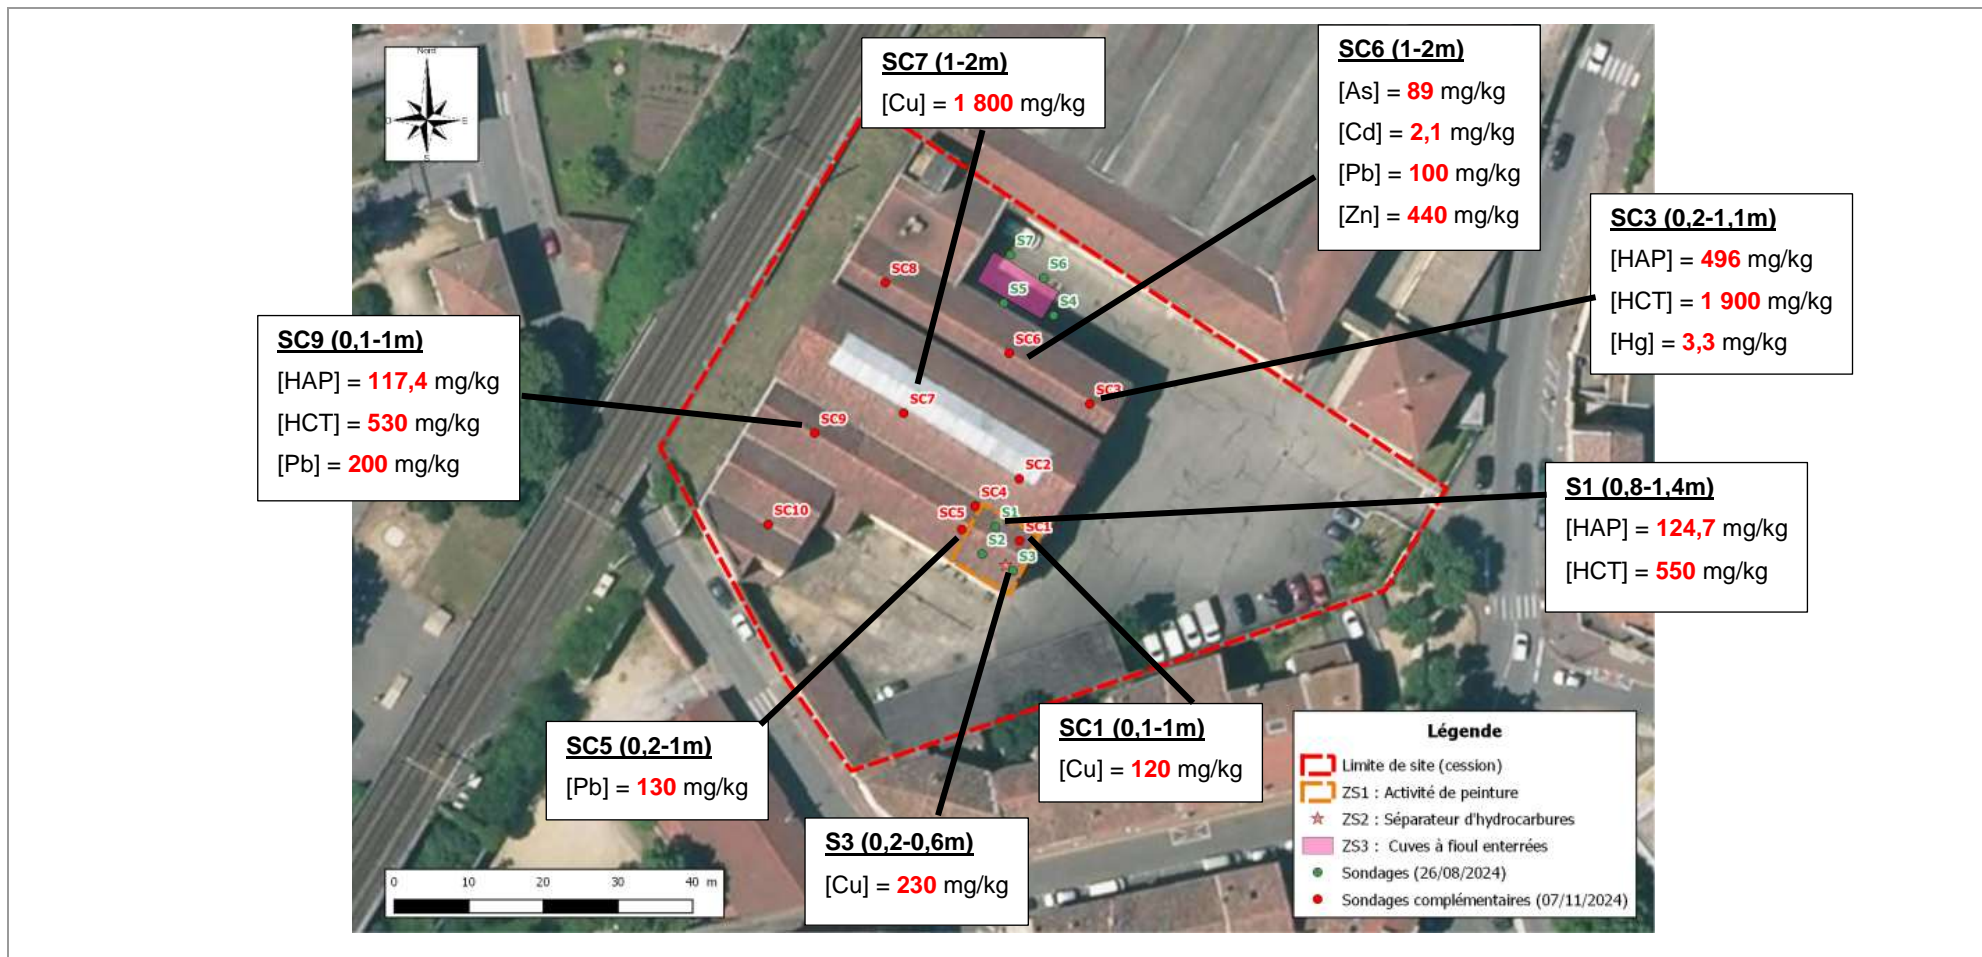 Nord
O
E
S
SC7 (1-2m)
[Cu] = 1 800 mg/kg
SC6 (1-2m)
[As] = 89 mg/kg
[Cd] = 2,1 mg/kg
[Pb] = 100 mg/kg
[Zn] = 440 mg/kg
SC3 (0,2-1,1m)
[HAP] = 496 mg/kg
[HCT] = 1 900 mg/kg
[Hg] = 3,3 mg/kg
SC9 (0,1-1m)
[HAP] = 117,4 mg/kg
[HCT] = 530 mg/kg
[Pb] = 200 mg/kg
S7
S6
SC8
S5
S4
SC6
SC3
SC7
SC9
SC2
SC4
S1
SC10
SC5
SC1
S2
S3
S1 (0,8-1,4m)
[HAP] = 124,7 mg/kg
[HCT] = 550 mg/kg
SC5 (0,2-1m)
[Pb] = 130 mg/kg
SC1 (0,1-1m)
[Cu] = 120 mg/kg
S3 (0,2-0,6m)
[Cu] = 230 mg/kg
0 10 20 30 40 m
Légende
Limite de site (cession)
ZS1 : Activité de peinture
ZS2 : Séparateur d'hydrocarbures
ZS3 : Cuves à fioul enterrées
Sondages (26/08/2024)
Sondages complémentaires (07/11/2024)